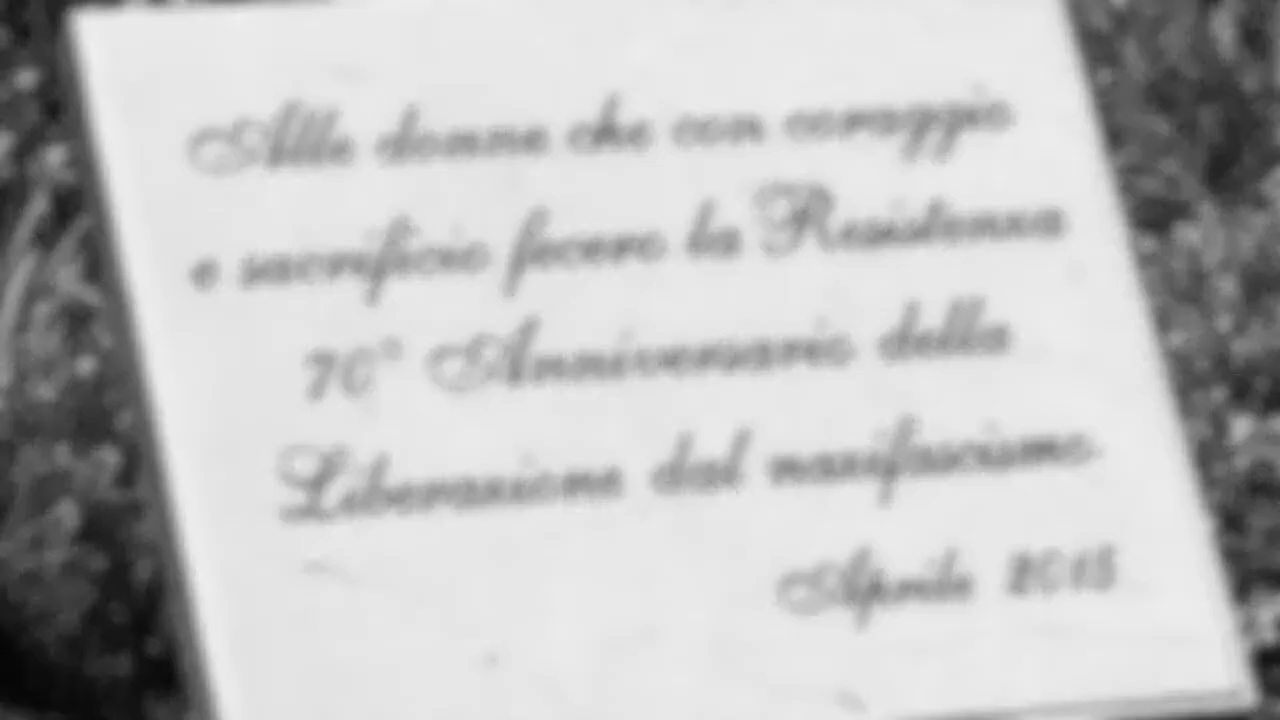 Alle donne che con coraggio
e sacrificio fecero la Resistenza
70° Anniversario della
Liberazione dal nazifascismo
Aprile 2015